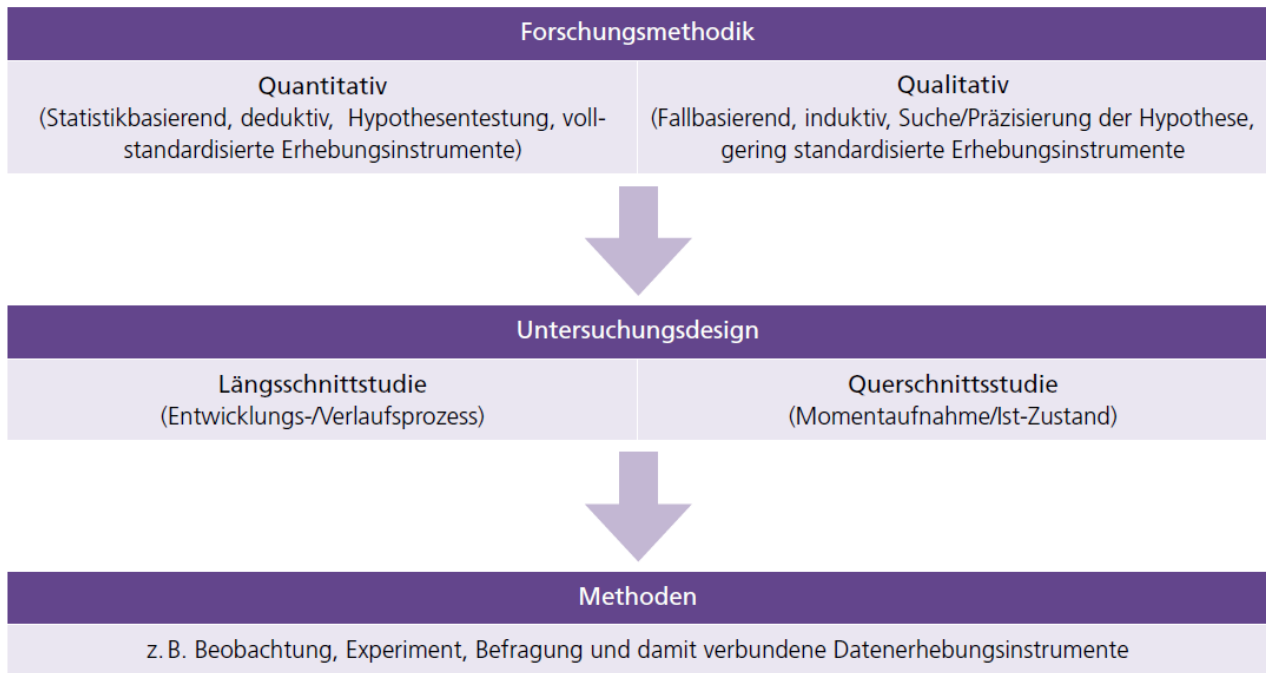 Forschungsmethodik
Quantitativ
(Statistikbasierend, deduktiv, Hypothesentestung, voll-
standardisierte Erhebungsinstrumente)
Qualitativ
(Fallbasierend, induktiv, Suche/Präzisierung der Hypothese,
gering standardisierte Erhebungsinstrumente
Untersuchungsdesign
Längsschnittstudie
(Entwicklungs-/Verlaufsprozess)
Querschnittsstudie
(Momentaufnahme/Ist-Zustand)
Methoden
z. B. Beobachtung, Experiment, Befragung und damit verbundene Datenerhebungsinstrumente